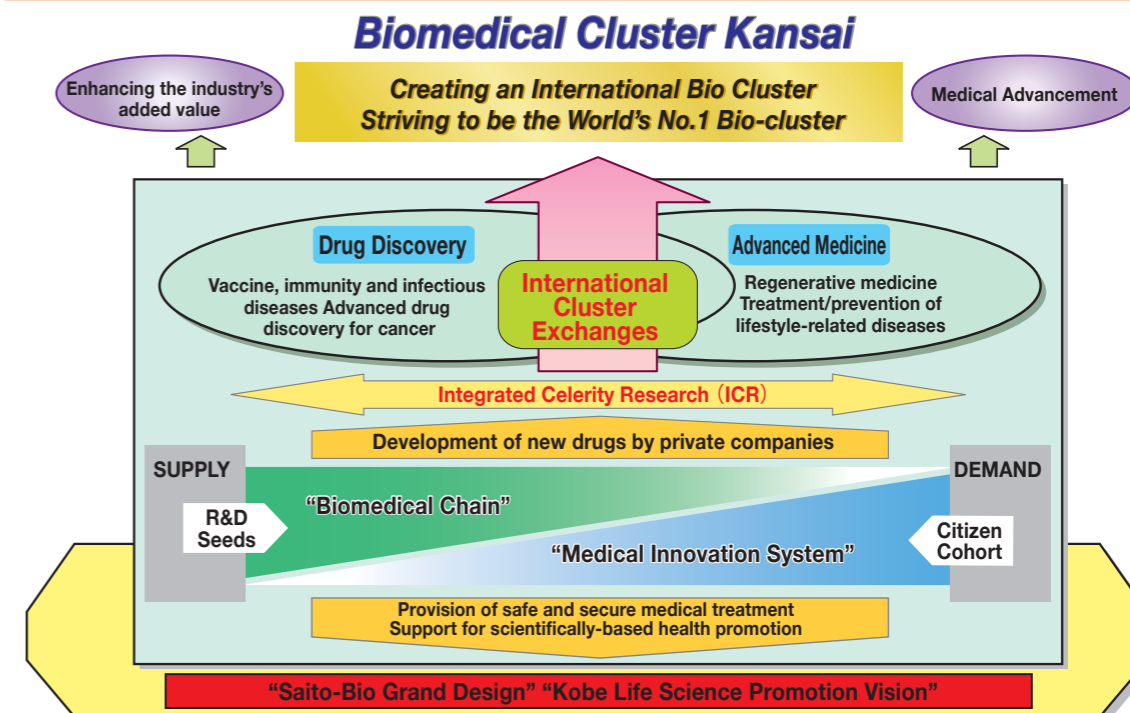 Biomedical Cluster Kansai
Enhancing the industry's
added value
Creating an International Bio Cluster
Striving to be the World's No.1 Bio-cluster
Medical Advancement
Drug Discovery
Vaccine, immunity and infectious
diseases Advanced drug
discovery for cancer
International
Cluster
Exchanges
Advanced Medicine
Regenerative medicine
Treatment/prevention of
lifestyle-related diseases
Integrated Celerity Research（ICR）
Development of new drugs by private companies
SUPPLY
R&D
Seeds
“Biomedical Chain”
“Medical Innovation System”
DEMAND
Citizen
Cohort
Provision of safe and secure medical treatment
Support for scientifically-based health promotion
“Saito-Bio Grand Design” “Kobe Life Science Promotion Vision”